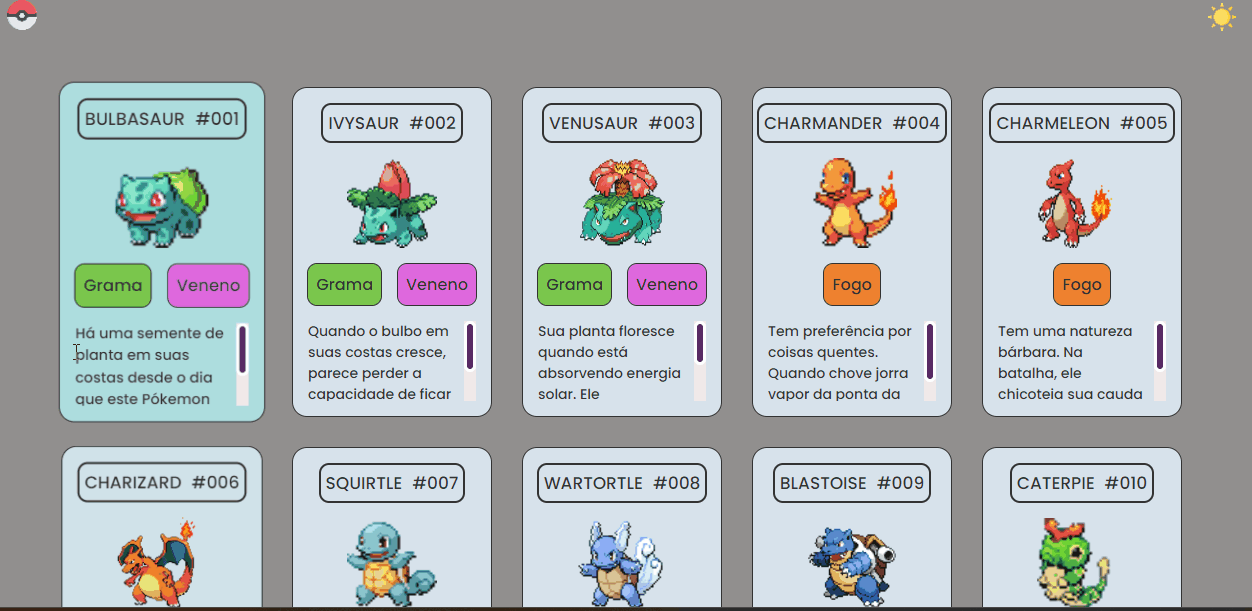 BULBASAUR #001
IVYSAUR #002
VENUSAUR #003
CHARMANDER #004
CHARMELEON #005
Grama Veneno
Grama Veneno
Grama Veneno
Fogo
Fogo
Há uma semente de
planta em suas
costas desde o dia
que este Pókemon
Quando o bulbo em
suas costas cresce,
parece perder a
capacidade de ficar
Sua planta floresce
quando está
absorvendo energia
solar. Ele
Tem preferência por
coisas quentes.
Quando chove jorra
vapor da ponta da
Tem uma natureza
bárbara. Na
batalha, ele
chicoteia sua cauda
CHARIZARD #006
SQUIRTLE #007
WARTORTLE #008
BLASTOISE #009
CATERPIE #010